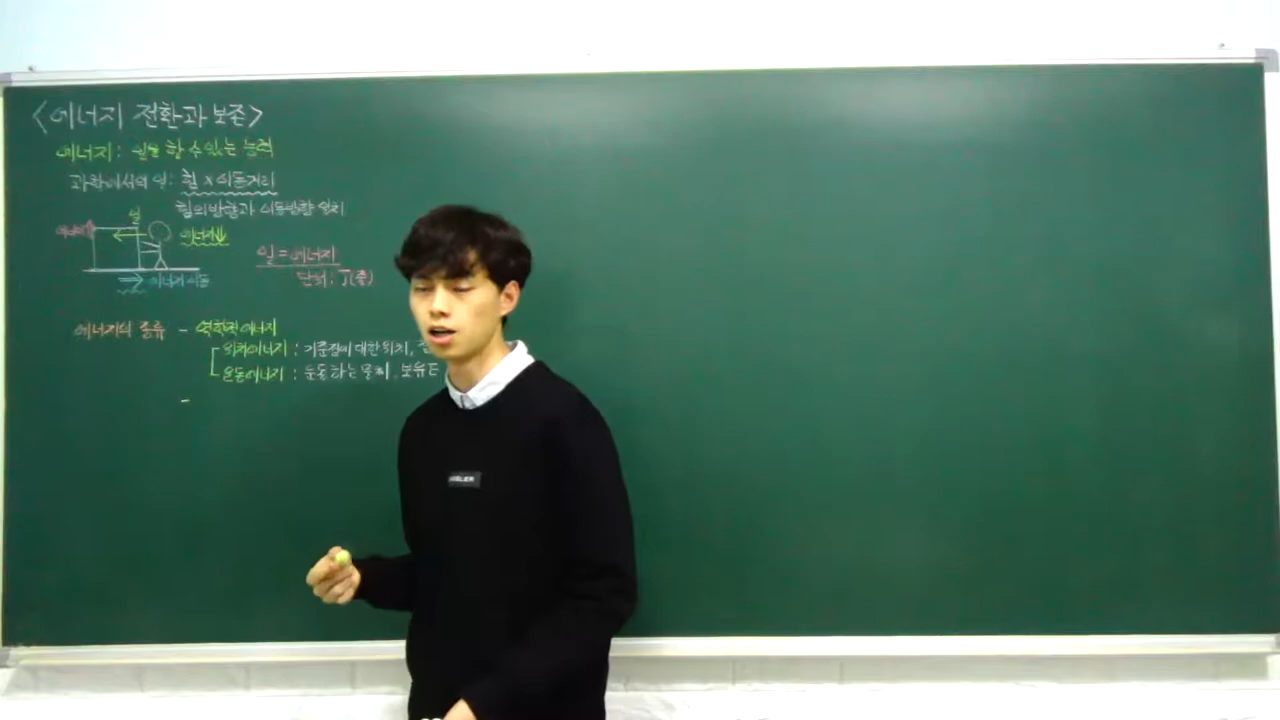 <에너지 전환과 보존>
에너지 : 일을 할 수 있는 능력
과학에서의 일 : 힘 x 이동거리
힘의 방향과 이동방향 일치
일
에너지↑
에너지↓
에너지 이동
일 = 에너지
단위 : J(줄)
에너지의 종류 - 역학적 에너지
위치에너지 : 기준점에 대한 위치,
운동에너지 : 운동하는 물체, 보유E
-